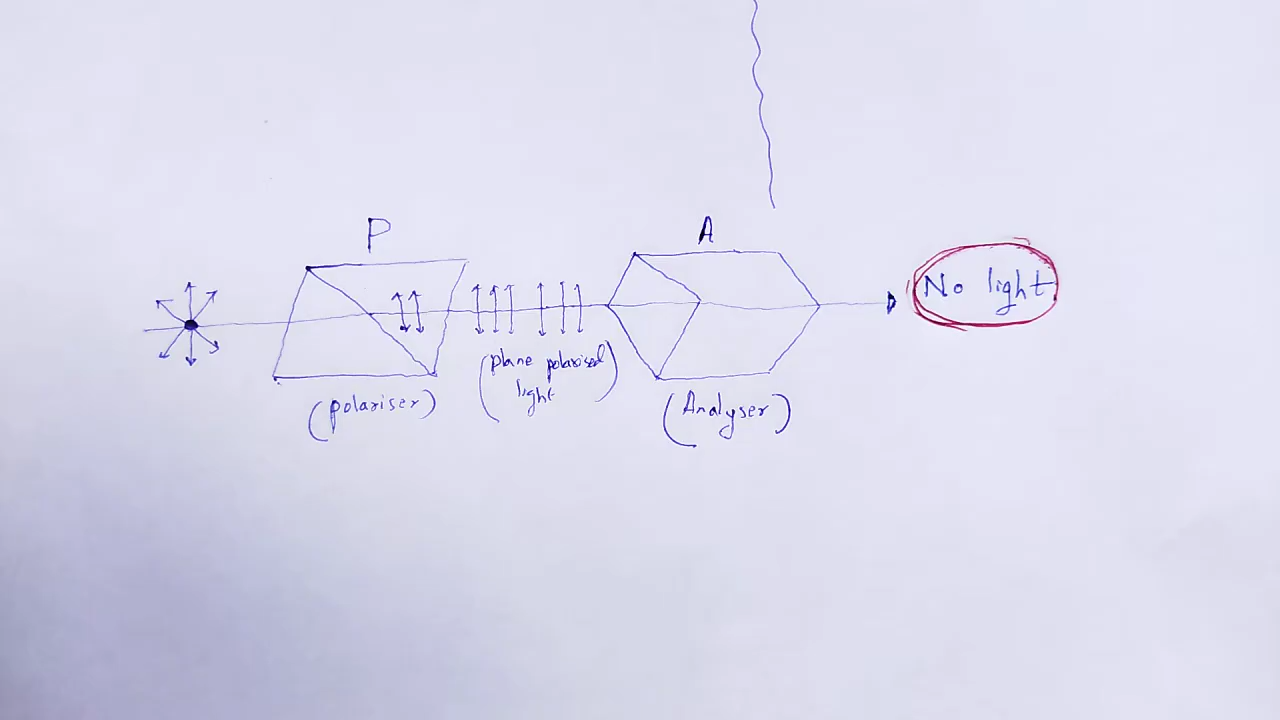 P
A
No light
(plane polarised
light)
(polariser)
(Analyser)